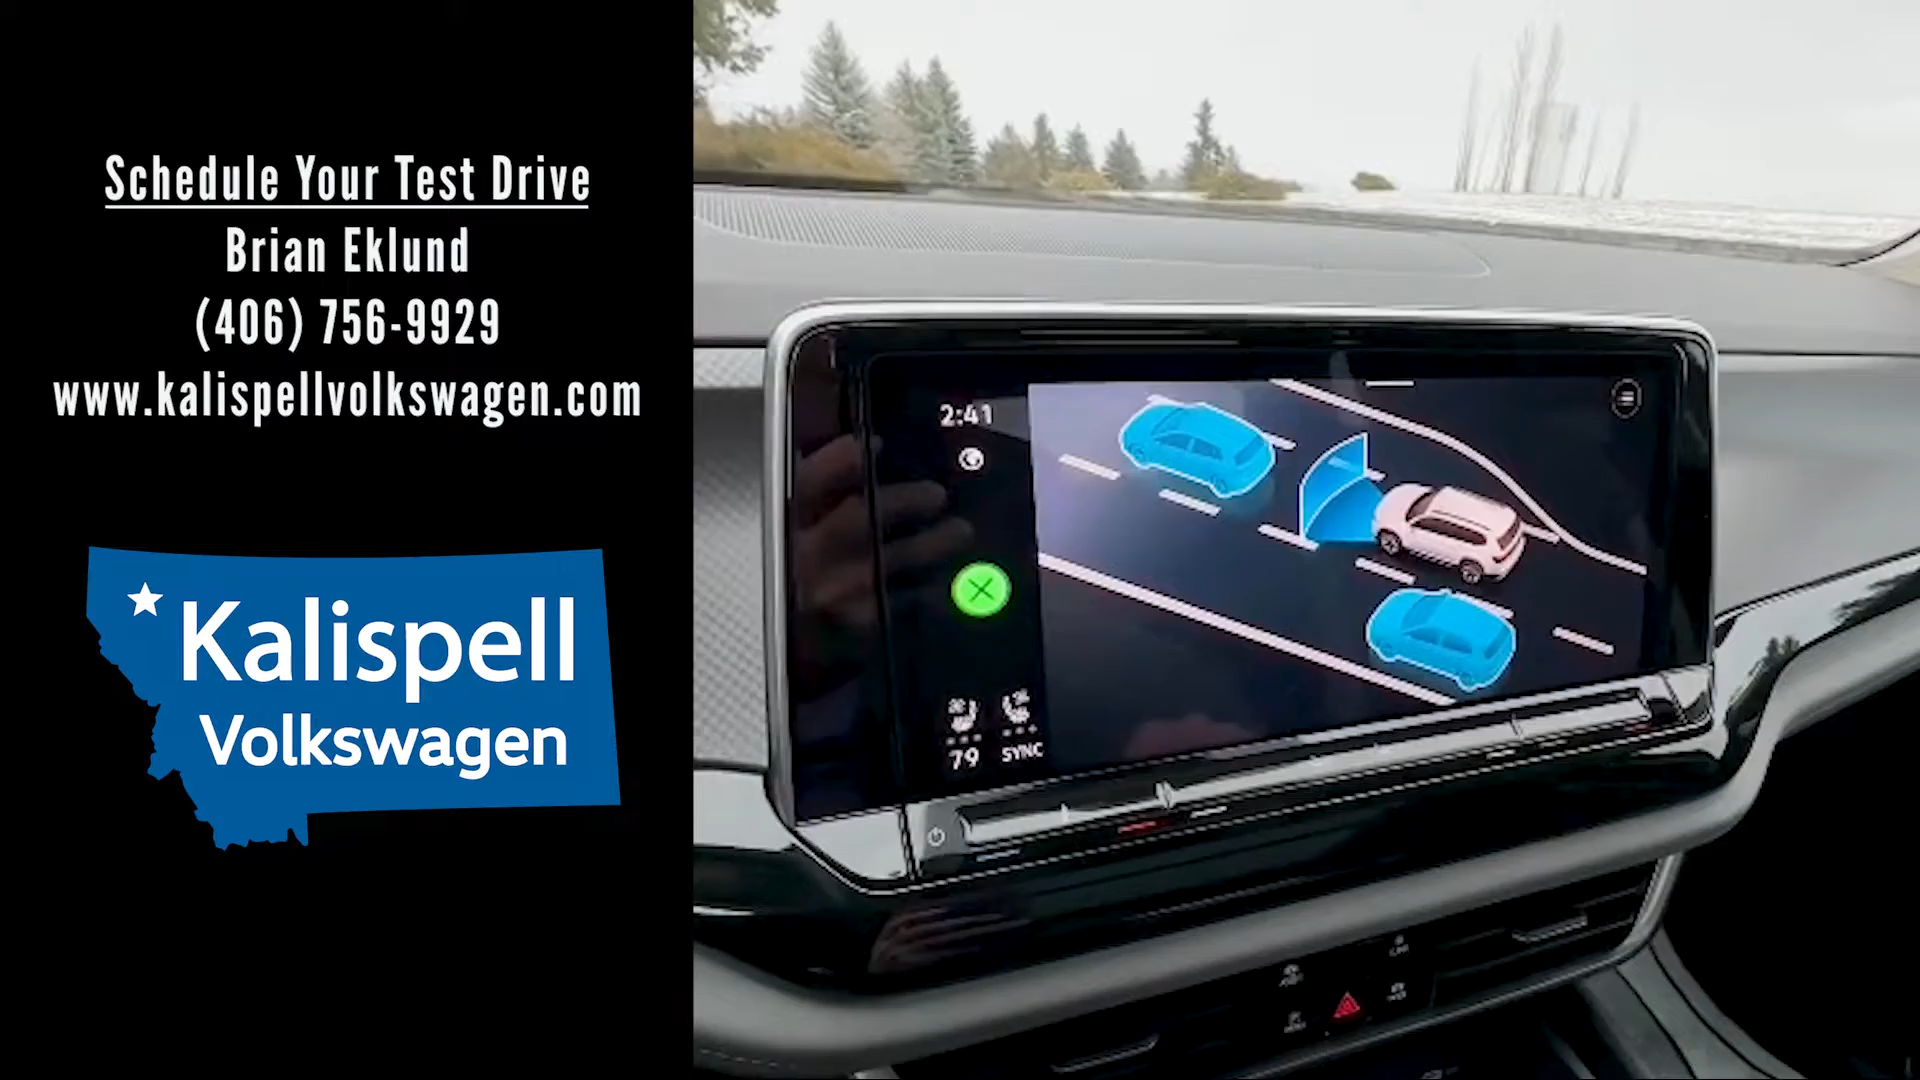 Schedule Your Test Drive
Brian Eklund
(406) 756-9929
www.kalispellvolkswagen.com
Kalispell
Volkswagen
2:41
79 SYNC